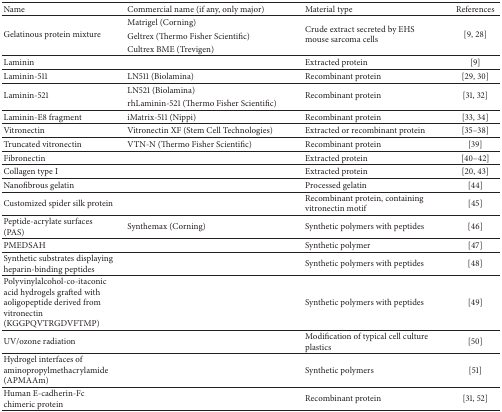 Name Commercial name (if any, only major) Material type References
Gelatinous protein mixture Matrigel (Corning) Crude extract secreted by EHS mouse sarcoma cells [9, 28]
Geltrex (Thermo Fisher Scientific)
Cultrex BME (Trevigen)
Laminin Extracted protein [9]
Laminin-511 LN511 (Biolamina) Recombinant protein [29, 30]
Laminin-521 LN521 (Biolamina) Recombinant protein [31, 32]
rhLaminin-521 (Thermo Fisher Scientific)
Laminin-E8 fragment iMatrix-511 (Nippi) Recombinant protein [33, 34]
Vitronectin Vitronectin XF (Stem Cell Technologies) Extracted or recombinant protein [35–38]
Truncated vitronectin VTN-N (Thermo Fisher Scientific) Recombinant protein [39]
Fibronectin Extracted protein [40–42]
Collagen type I Extracted protein [20, 43]
Nanofibrous gelatin Processed gelatin [44]
Customized spider silk protein Recombinant protein, containing vitronectin motif [45]
Peptide-acrylate surfaces (PAS) Synthemax (Corning) Synthetic polymers with peptides [46]
PMEDSAH Synthetic polymer [47]
Synthetic substrates displaying heparin-binding peptides Synthetic polymers with peptides [48]
Polyvinylalcohol-co-itaconic acid hydrogels grafted with aoligopeptide derived from vitronectin (KGGPQVTRGDVFTMP) Synthetic polymers with peptides [49]
UV/ozone radiation Modification of typical cell culture plastics [50]
Hydrogel interfaces of aminopropylmethacrylamide (APMAAm) Synthetic polymers [51]
Human E-cadherin-Fc chimeric protein Recombinant protein [31, 52]